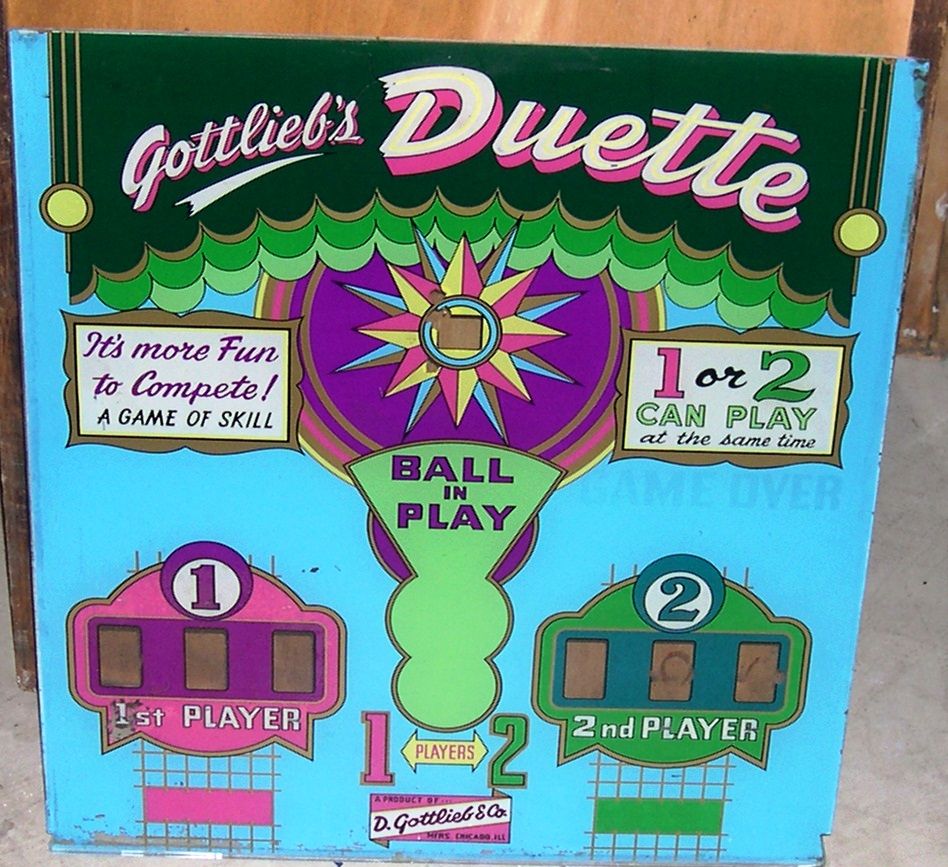 Gottlieb's Duette
It's more Fun
to Compete!
A GAME OF SKILL
1 or 2
CAN PLAY
at the same time
BALL
IN
PLAY
GAME OVER
1
1st PLAYER
2
2nd PLAYER
1 PLAYERS 2
A PRODUCT OF...
D. Gottlieb & Co.
MFRS. CHICAGO, ILL.